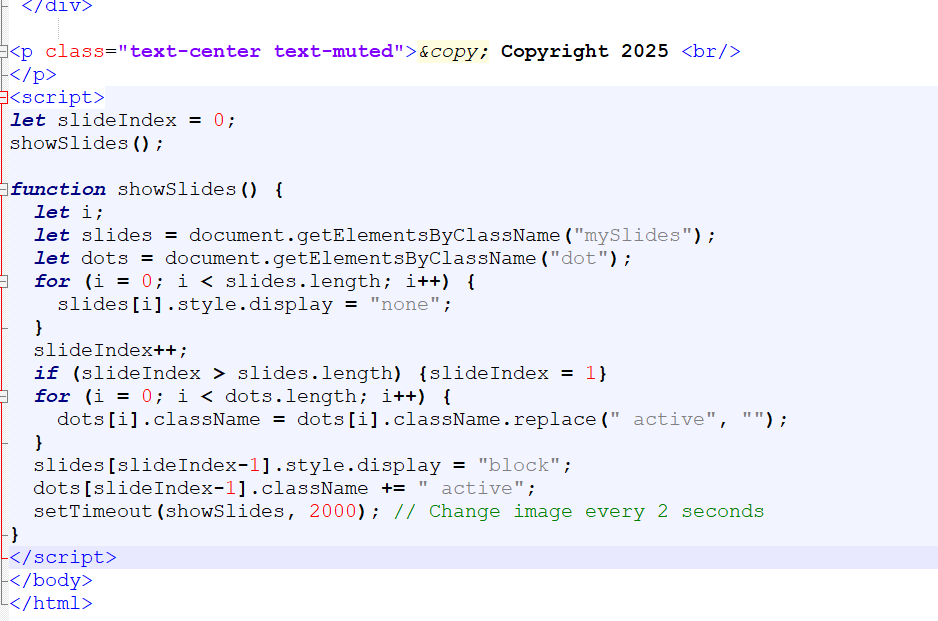 </div>
<p class="text-center text-muted">&copy; Copyright 2025 <br/>
</p>
<script>
let slideIndex = 0;
showSlides();
function showSlides() {
  let i;
  let slides = document.getElementsByClassName("mySlides");
  let dots = document.getElementsByClassName("dot");
  for (i = 0; i < slides.length; i++) {
    slides[i].style.display = "none";
  }
  slideIndex++;
  if (slideIndex > slides.length) {slideIndex = 1}
  for (i = 0; i < dots.length; i++) {
    dots[i].className = dots[i].className.replace(" active", "");
  }
  slides[slideIndex-1].style.display = "block";
  dots[slideIndex-1].className += " active";
  setTimeout(showSlides, 2000); // Change image every 2 seconds
}
</script>
</body>
</html>